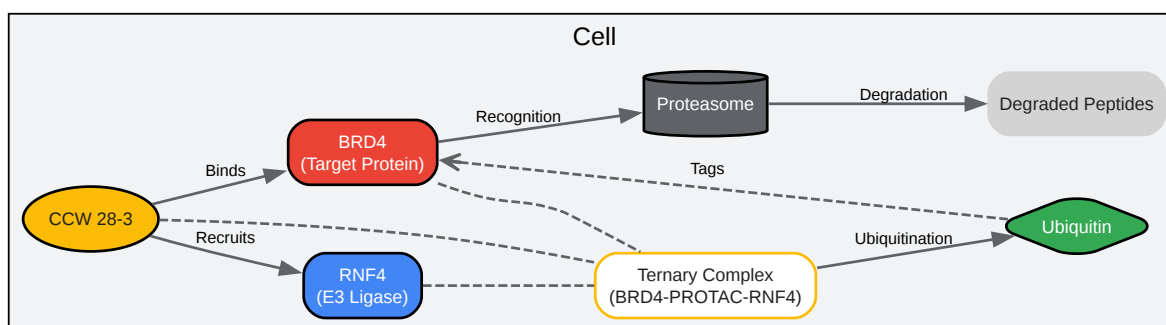 Cell
Proteasome
Degradation
Degraded Peptides
Recognition
BRD4
(Target Protein)
Binds
Tags
CCW 28-3
Recruits
Ubiquitin
Ubiquitination
RNF4
(E3 Ligase)
Ternary Complex
(BRD4-PROTAC-RNF4)